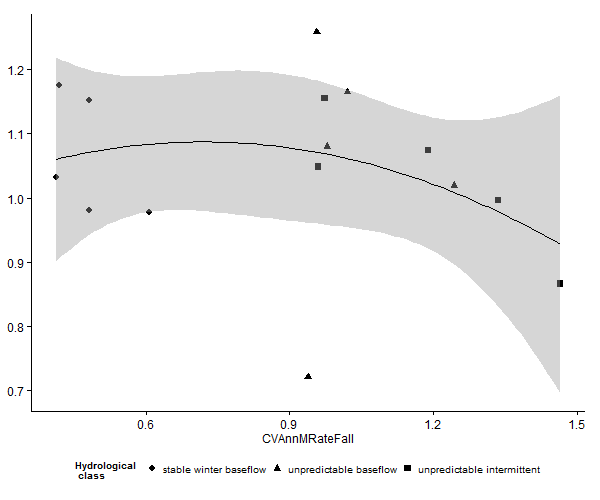 1.2
1.1
1.0
0.9
0.8
0.7
0.6
0.9
1.2
1.5
CVAnnMRateFall
Hydrological
class
stable winter baseflow
unpredictable baseflow
unpredictable intermittent